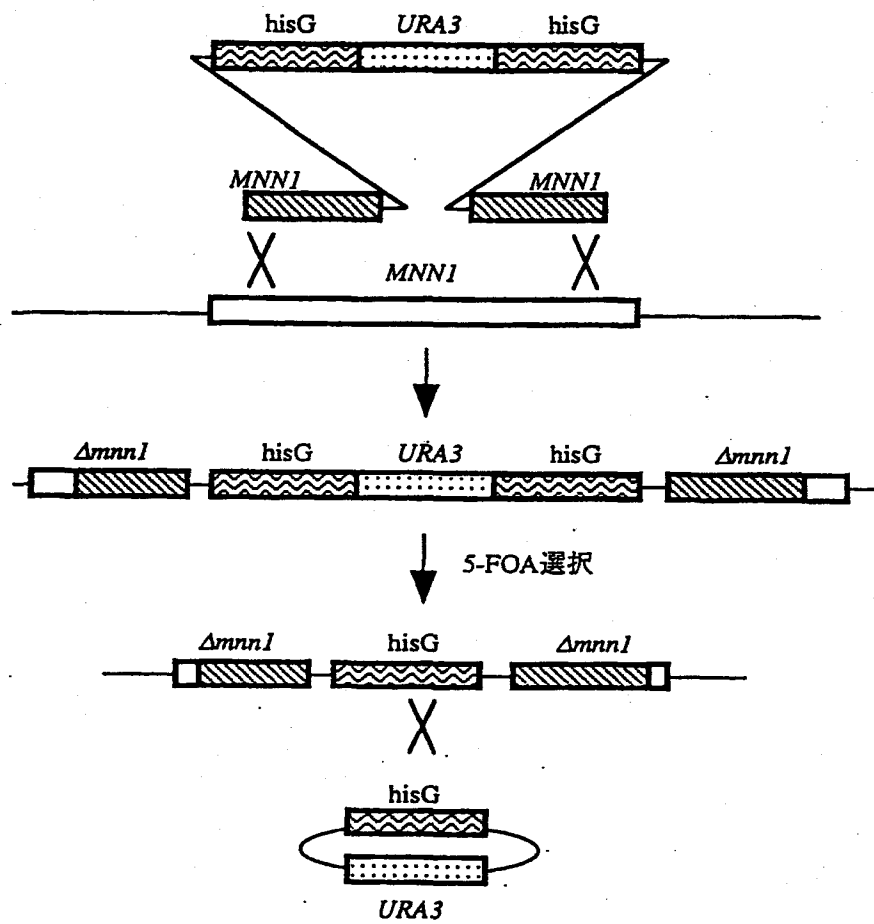 hisG URA3 hisG
MNN1 MNN1
MNN1
Δmnn1 hisG URA3 hisG Δmnn1
5-FOA選択
Δmnn1 hisG Δmnn1
hisG
URA3